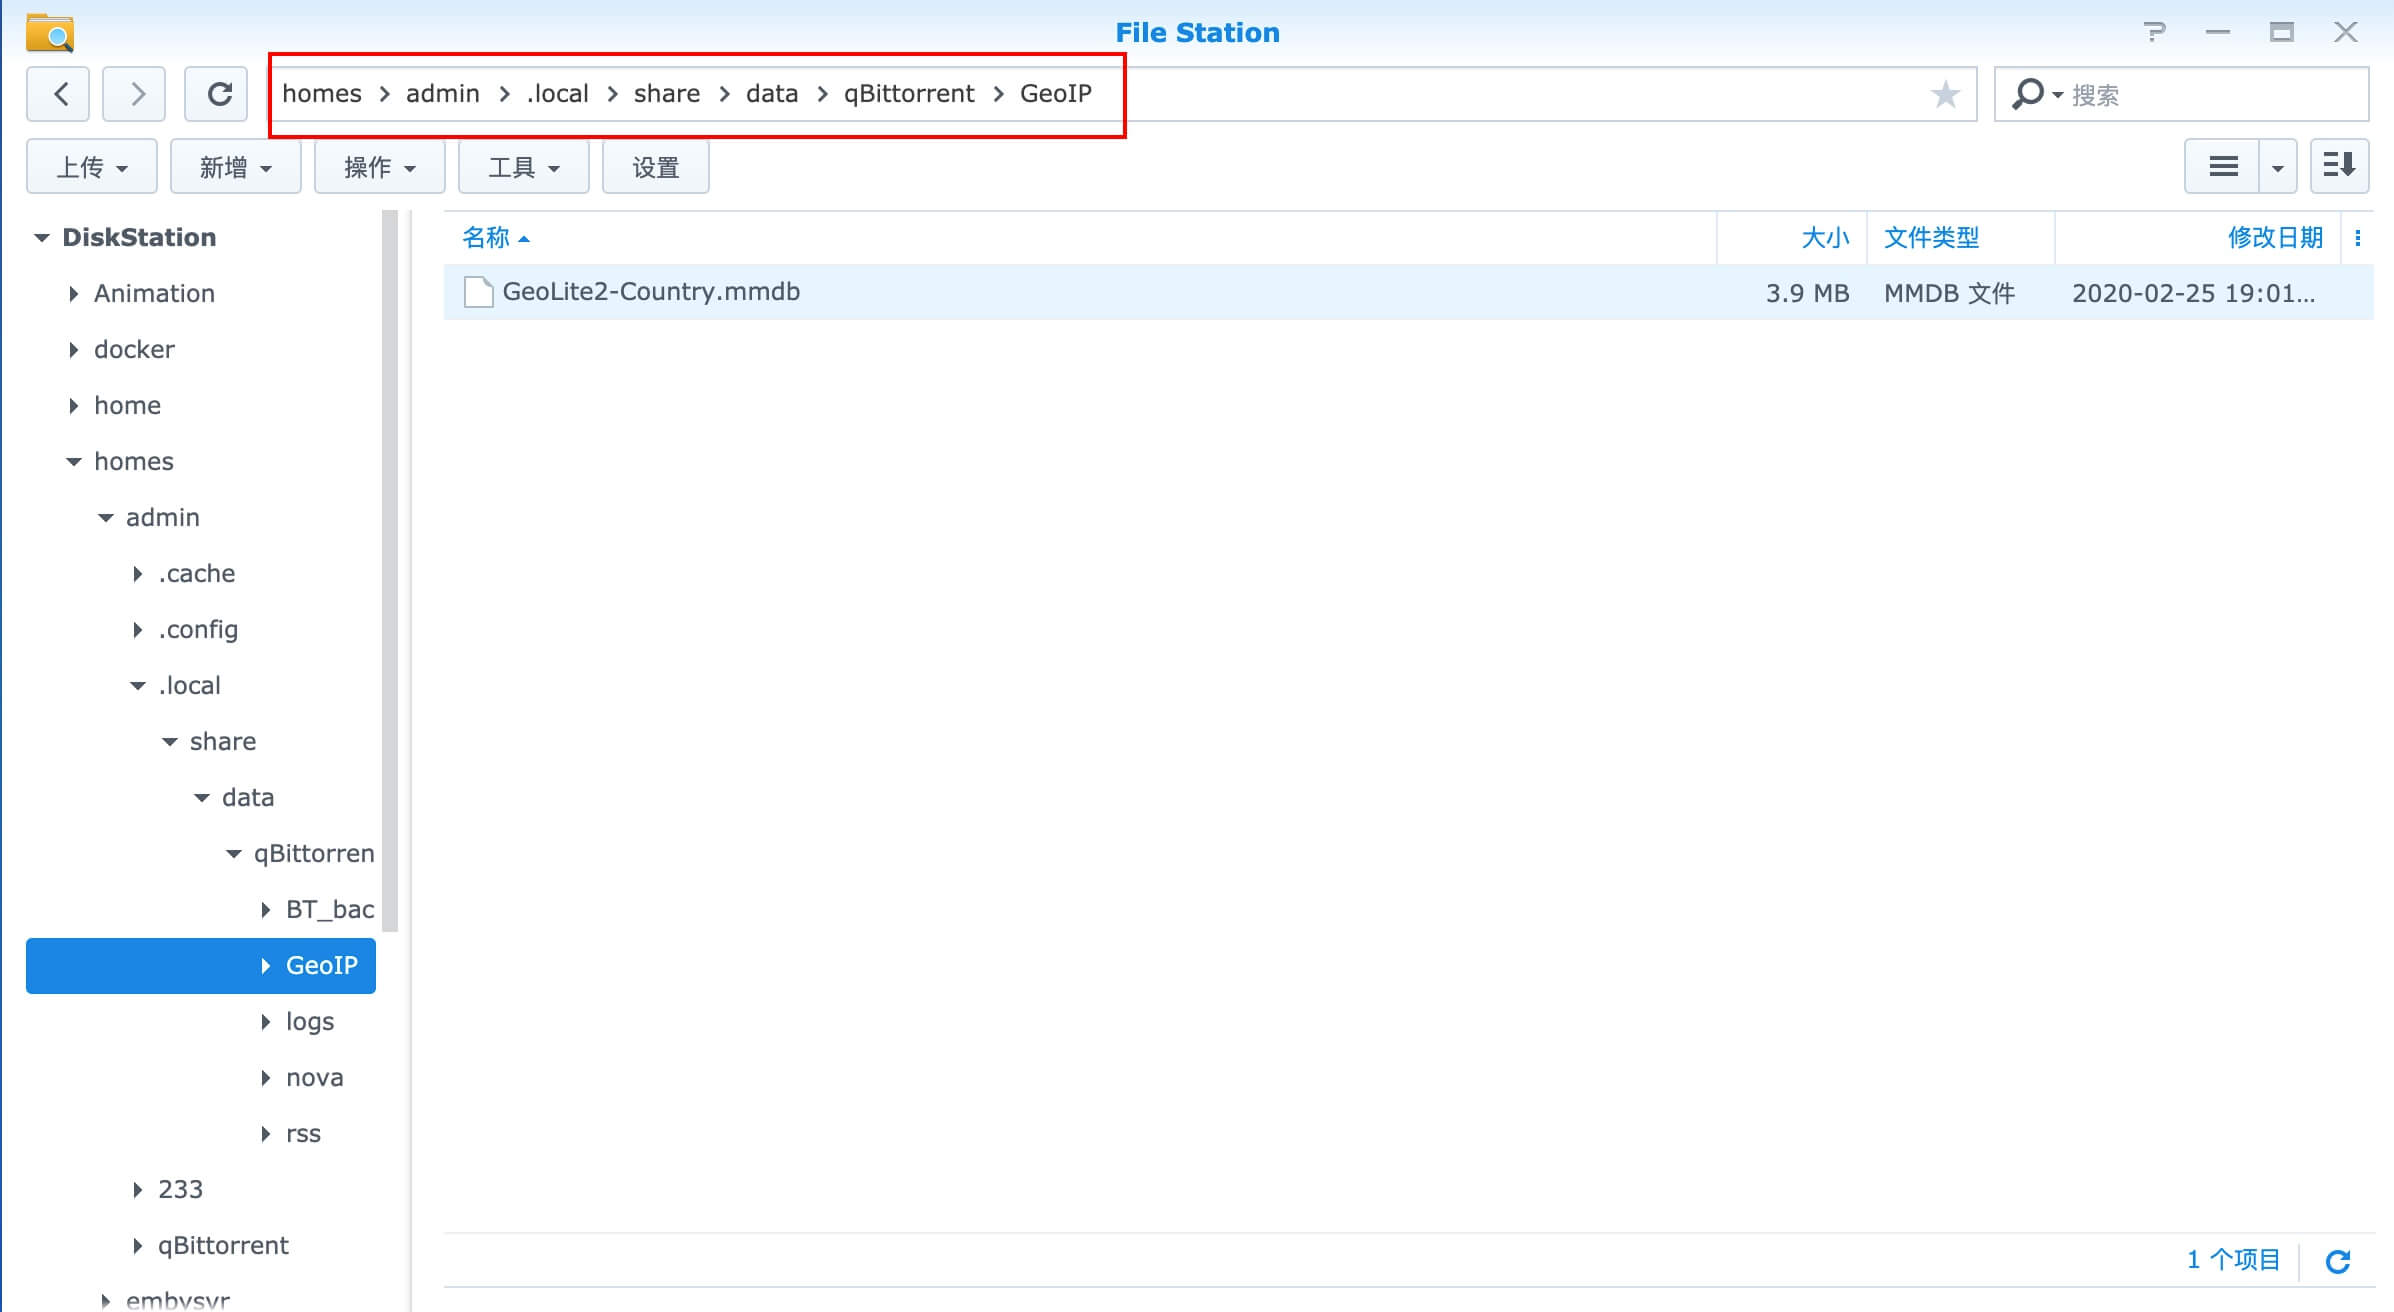 File Station
homes > admin > .local > share > data > qBittorrent > GeoIP
搜索
上传 新增 操作 工具 设置
DiskStation
Animation
docker
home
homes
admin
.cache
.config
.local
share
data
qBittorren
BT_bac
GeoIP
logs
nova
rss
233
qBittorrent
embysvr
名称 大小 文件类型 修改日期
GeoLite2-Country.mmdb 3.9 MB MMDB 文件 2020-02-25 19:01...
1 个项目